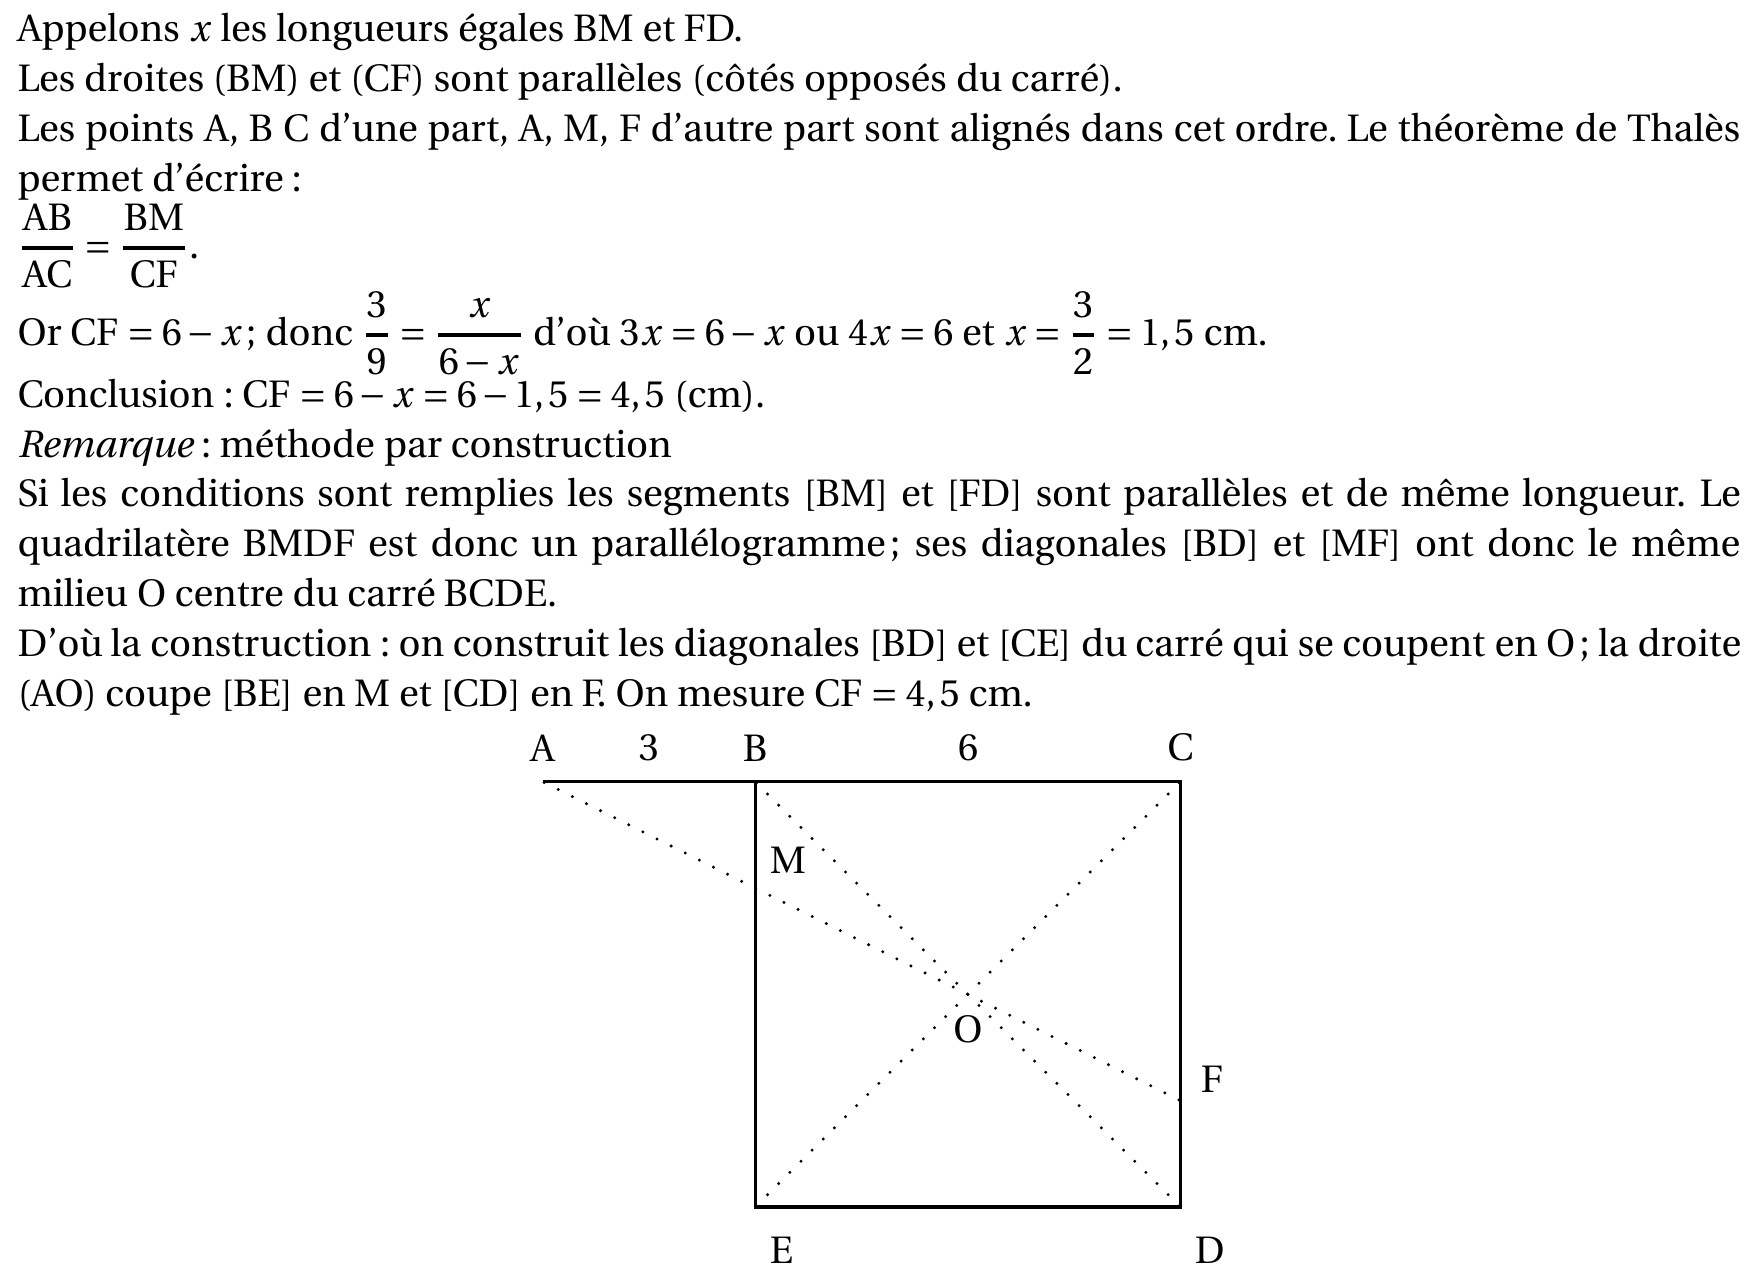 Appelons x les longueurs égales BM et FD.
Les droites (BM) et (CF) sont parallèles (côtés opposés du carré).
Les points A, B C d'une part, A, M, F d'autre part sont alignés dans cet ordre. Le théorème de Thalès
permet d'écrire :
AB/AC = BM/CF.
Or CF = 6 − x ; donc 3/9 = x/(6 − x) d'où 3x = 6 − x ou 4x = 6 et x = 3/2 = 1,5 cm.
Conclusion : CF = 6 − x = 6 − 1,5 = 4,5 (cm).
Remarque : méthode par construction
Si les conditions sont remplies les segments [BM] et [FD] sont parallèles et de même longueur. Le
quadrilatère BMDF est donc un parallélogramme ; ses diagonales [BD] et [MF] ont donc le même
milieu O centre du carré BCDE.
D'où la construction : on construit les diagonales [BD] et [CE] du carré qui se coupent en O ; la droite
(AO) coupe [BE] en M et [CD] en F. On mesure CF = 4,5 cm.
A 3 B 6 C
M
O
F
E D